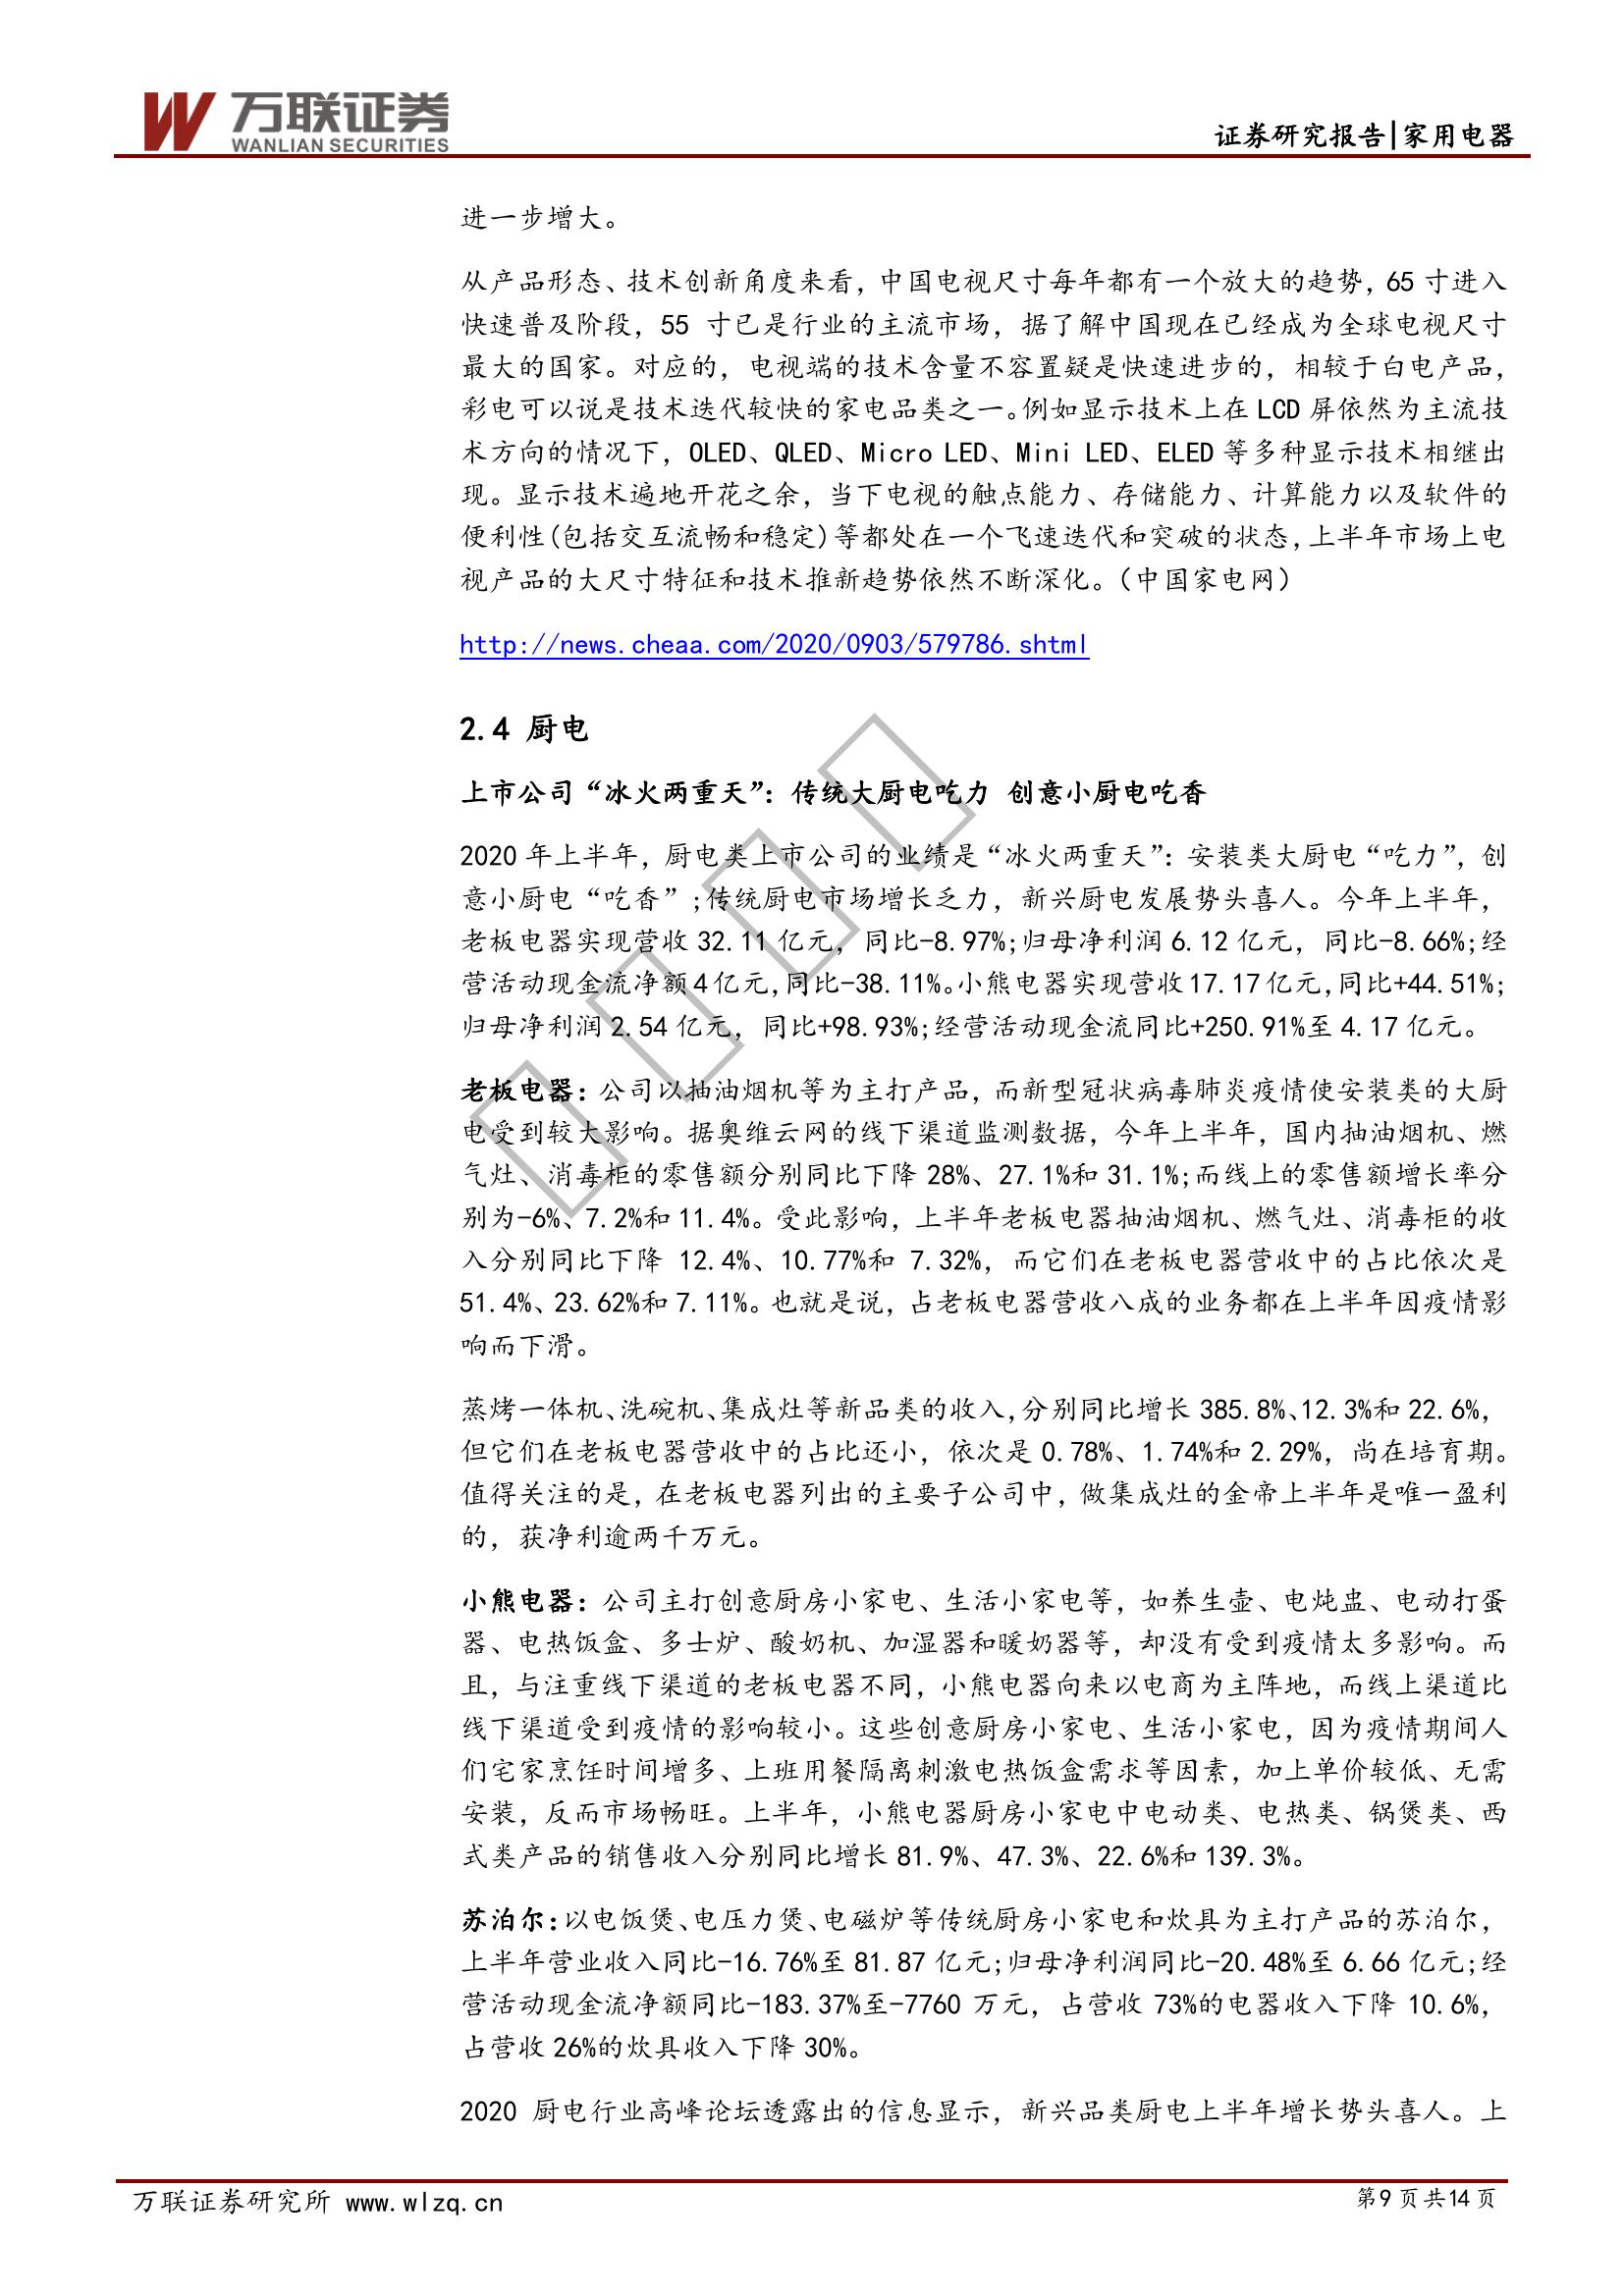 万联证券
WANLIAN SECURITIES
证券研究报告|家用电器
进一步增大。
从产品形态、技术创新角度来看，中国电视尺寸每年都有一个放大的趋势，65 寸进入
快速普及阶段，55 寸已是行业的主流市场，据了解中国现在已经成为全球电视尺寸
最大的国家。对应的，电视端的技术含量不容置疑是快速进步的，相较于白电产品，
彩电可以说是技术迭代较快的家电品类之一。例如显示技术上在 LCD 屏依然为主流技
术方向的情况下，OLED、QLED、Micro LED、Mini LED、ELED 等多种显示技术相继出
现。显示技术遍地开花之余，当下电视的触点能力、存储能力、计算能力以及软件的
便利性(包括交互流畅和稳定)等都处在一个飞速迭代和突破的状态,上半年市场上电
视产品的大尺寸特征和技术推新趋势依然不断深化。（中国家电网）
http://news.cheaa.com/2020/0903/579786.shtml
2.4 厨电
上市公司“冰火两重天”：传统大厨电吃力 创意小厨电吃香
2020 年上半年，厨电类上市公司的业绩是“冰火两重天”：安装类大厨电“吃力”，创
意小厨电“吃香”;传统厨电市场增长乏力，新兴厨电发展势头喜人。今年上半年，
老板电器实现营收 32.11 亿元，同比-8.97%;归母净利润 6.12 亿元，同比-8.66%;经
营活动现金流净额 4 亿元,同比-38.11%。小熊电器实现营收 17.17 亿元,同比+44.51%;
归母净利润 2.54 亿元，同比+98.93%;经营活动现金流同比+250.91%至 4.17 亿元。
老板电器：公司以抽油烟机等为主打产品，而新型冠状病毒肺炎疫情使安装类的大厨
电受到较大影响。据奥维云网的线下渠道监测数据，今年上半年，国内抽油烟机、燃
气灶、消毒柜的零售额分别同比下降 28%、27.1%和 31.1%;而线上的零售额增长率分
别为-6%、7.2%和 11.4%。受此影响，上半年老板电器抽油烟机、燃气灶、消毒柜的收
入分别同比下降 12.4%、10.77%和 7.32%，而它们在老板电器营收中的占比依次是
51.4%、23.62%和 7.11%。也就是说，占老板电器营收八成的业务都在上半年因疫情影
响而下滑。
蒸烤一体机、洗碗机、集成灶等新品类的收入,分别同比增长 385.8%、12.3%和 22.6%，
但它们在老板电器营收中的占比还小，依次是 0.78%、1.74%和 2.29%，尚在培育期。
值得关注的是，在老板电器列出的主要子公司中，做集成灶的金帝上半年是唯一盈利
的，获净利逾两千万元。
小熊电器：公司主打创意厨房小家电、生活小家电等，如养生壶、电炖盅、电动打蛋
器、电热饭盒、多士炉、酸奶机、加湿器和暖奶器等，却没有受到疫情太多影响。而
且，与注重线下渠道的老板电器不同，小熊电器向来以电商为主阵地，而线上渠道比
线下渠道受到疫情的影响较小。这些创意厨房小家电、生活小家电，因为疫情期间人
们宅家烹饪时间增多、上班用餐隔离刺激电热饭盒需求等因素，加上单价较低、无需
安装，反而市场畅旺。上半年，小熊电器厨房小家电中电动类、电热类、锅煲类、西
式类产品的销售收入分别同比增长 81.9%、47.3%、22.6%和 139.3%。
苏泊尔：以电饭煲、电压力煲、电磁炉等传统厨房小家电和炊具为主打产品的苏泊尔，
上半年营业收入同比-16.76%至 81.87 亿元;归母净利润同比-20.48%至 6.66 亿元;经
营活动现金流净额同比-183.37%至-7760 万元，占营收 73%的电器收入下降 10.6%，
占营收 26%的炊具收入下降 30%。
2020 厨电行业高峰论坛透露出的信息显示，新兴品类厨电上半年增长势头喜人。上
万联证券研究所 www.wlzq.cn
第 9 页 共 14 页